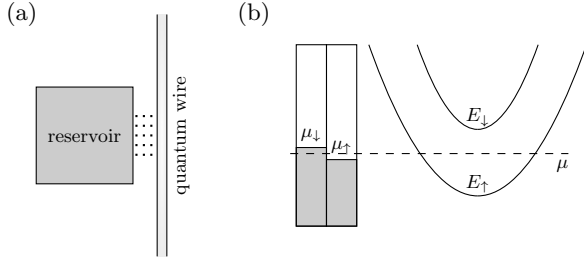 (a)
reservoir
quantum wire
(b)
μ↓
μ↑
E↓
E↑
μ